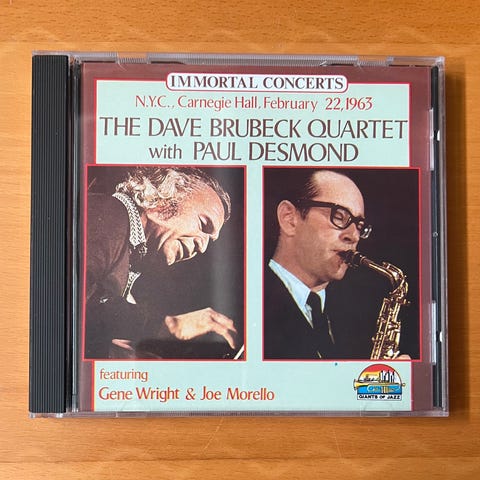 IMMORTAL CONCERTS
N.Y.C., Carnegie Hall, February 22, 1963
THE DAVE BRUBECK QUARTET
with PAUL DESMOND
featuring
Gene Wright & Joe Morello
GIANTS OF JAZZ